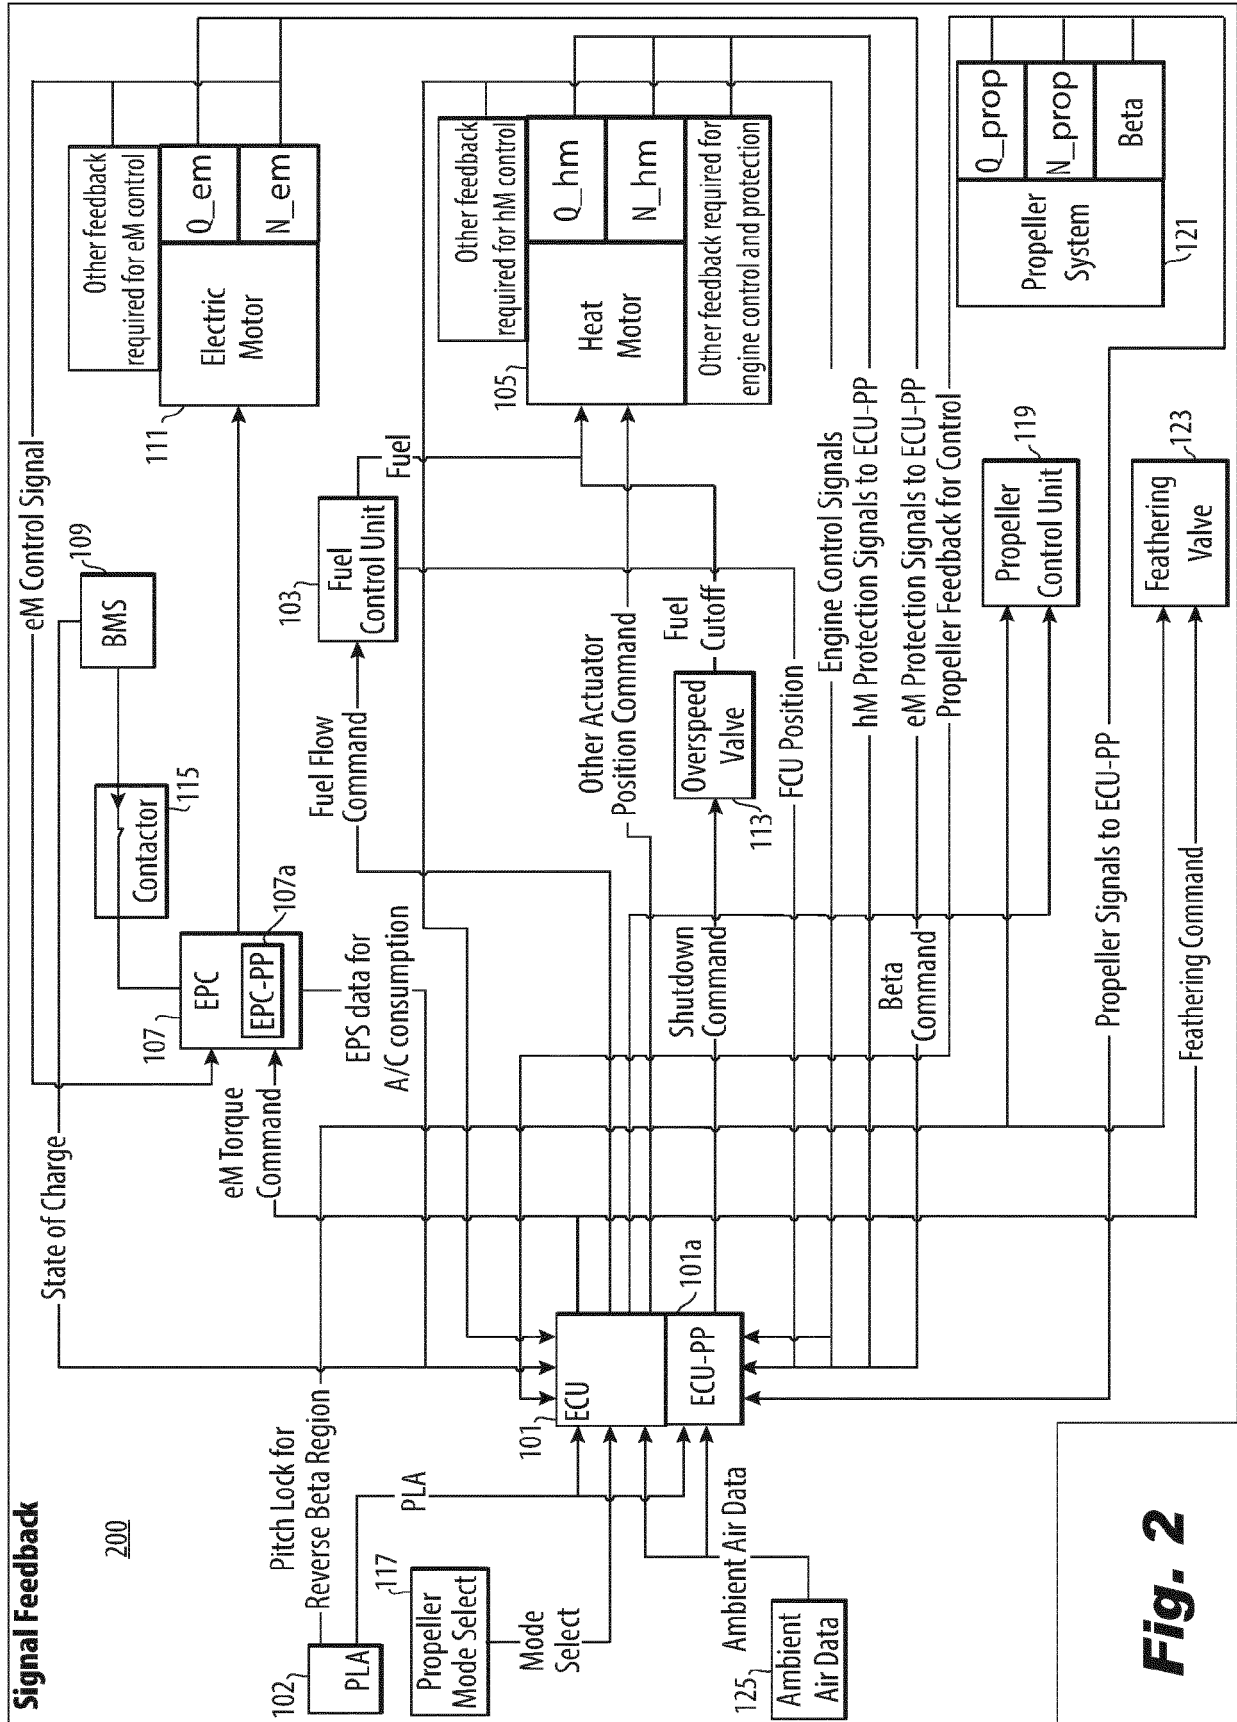 Signal Feedback
200
State of Charge
eM Control Signal
109
BMS
115
Contactor
107
EPC
107a
EPC-PP
eM Torque
Command
EPS data for
A/C consumption
111
Electric
Motor
Other feedback
required for eM control
Q_em
N_em
102
PLA
Pitch Lock for
Reverse Beta Region
PLA
117
Propeller
Mode Select
Mode
Select
125
Ambient
Air Data
Ambient Air Data
101
ECU
101a
ECU-PP
Fuel Flow
Command
103
Fuel
Control Unit
Fuel
105
Heat
Motor
Other feedback
required for hM control
Q_hm
N_hm
Other feedback required for
engine control and protection
Other Actuator
Position Command
Shutdown
Command
113
Overspeed
Valve
Fuel
Cutoff
FCU Position
Engine Control Signals
hM Protection Signals to ECU-PP
eM Protection Signals to ECU-PP
Propeller Feedback for Control
Beta
Command
119
Propeller
Control Unit
121
Propeller
System
Q_prop
N_prop
Beta
Propeller Signals to ECU-PP
123
Feathering
Valve
Feathering Command
Fig. 2